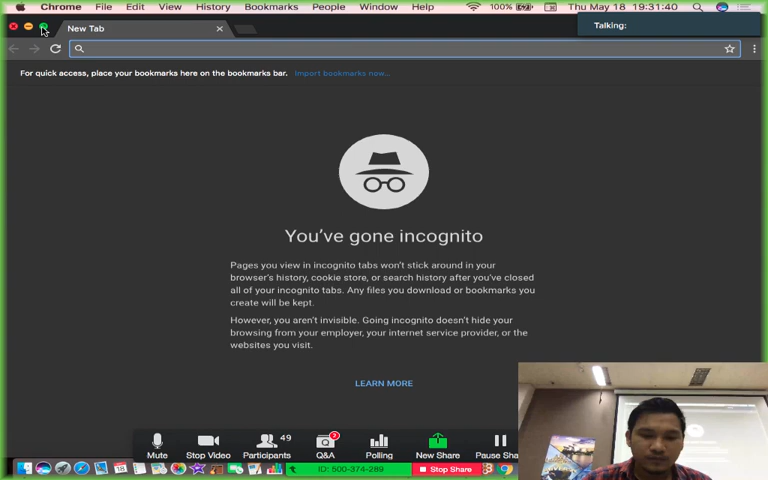 Chrome File Edit View History Bookmarks People Window Help 100% Thu May 18 19:31:40
Talking:
New Tab
For quick access, place your bookmarks here on the bookmarks bar. Import bookmarks now...
You've gone incognito
Pages you view in incognito tabs won't stick around in your
browser's history, cookie store, or search history after you've closed
all of your incognito tabs. Any files you download or bookmarks you
create will be kept.
However, you aren't invisible. Going incognito doesn't hide your
browsing from your employer, your internet service provider, or the
websites you visit.
LEARN MORE
49
Mute Stop Video Participants Q&A Polling New Share Pause Sha
ID: 500-374-289 Stop Share